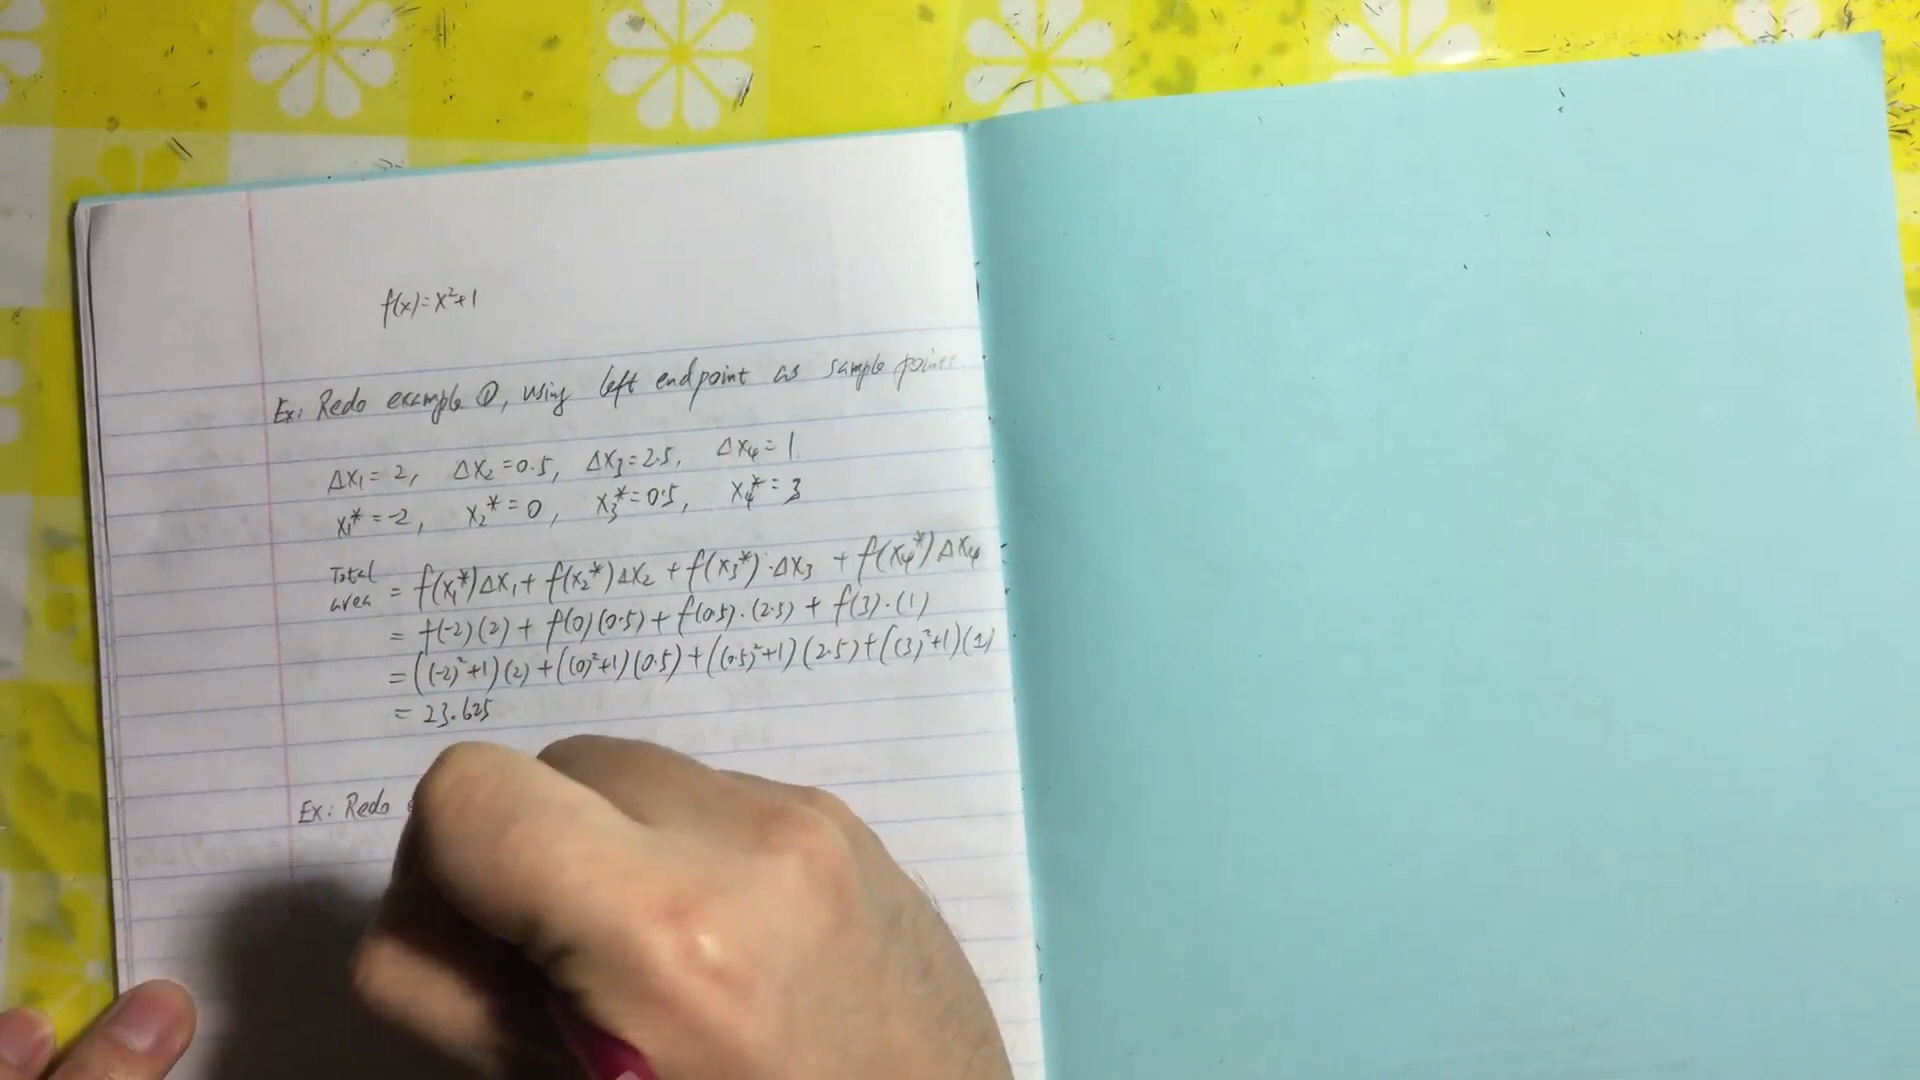 f(x)=x²+1
Ex: Redo example ①, using left endpoint as sample points.
Δx₁=2, Δx₂=0.5, Δx₃=2.5, Δx₄=1
x₁*=-2, x₂*=0, x₃*=0.5, x₄*=3
Total area = f(x₁*)Δx₁+ f(x₂*)Δx₂ + f(x₃*)·Δx₃ + f(x₄*)Δx₄
= f(-2)(2) + f(0)(0.5) + f(0.5)·(2.5) + f(3)·(1)
= ((-2)²+1)(2) + ((0)²+1)(0.5) + ((0.5)²+1)(2.5) + ((3)²+1)(1)
= 23.625
Ex: Redo